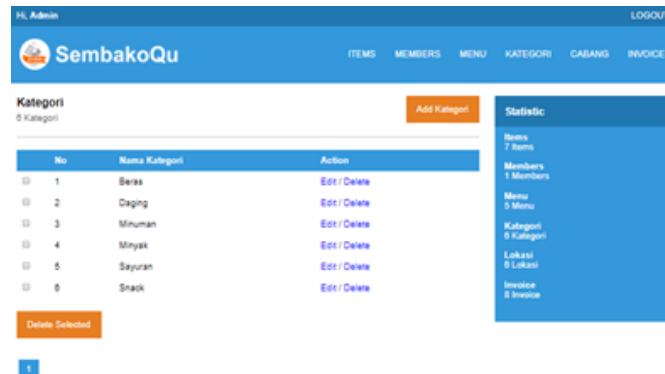 Hi, Admin LOGOUT
SembakoQu ITEMS MEMBERS MENU KATEGORI CABANG INVOICE
Kategori
6 Kategori
Add Kategori
No Nama Kategori Action
1 Beras Edit / Delete
2 Daging Edit / Delete
3 Minuman Edit / Delete
4 Minyak Edit / Delete
5 Sayuran Edit / Delete
6 Snack Edit / Delete
Delete Selected
1
Statistic
Items
7 Items
Members
1 Members
Menu
5 Menu
Kategori
6 Kategori
Lokasi
6 Lokasi
Invoice
8 Invoice